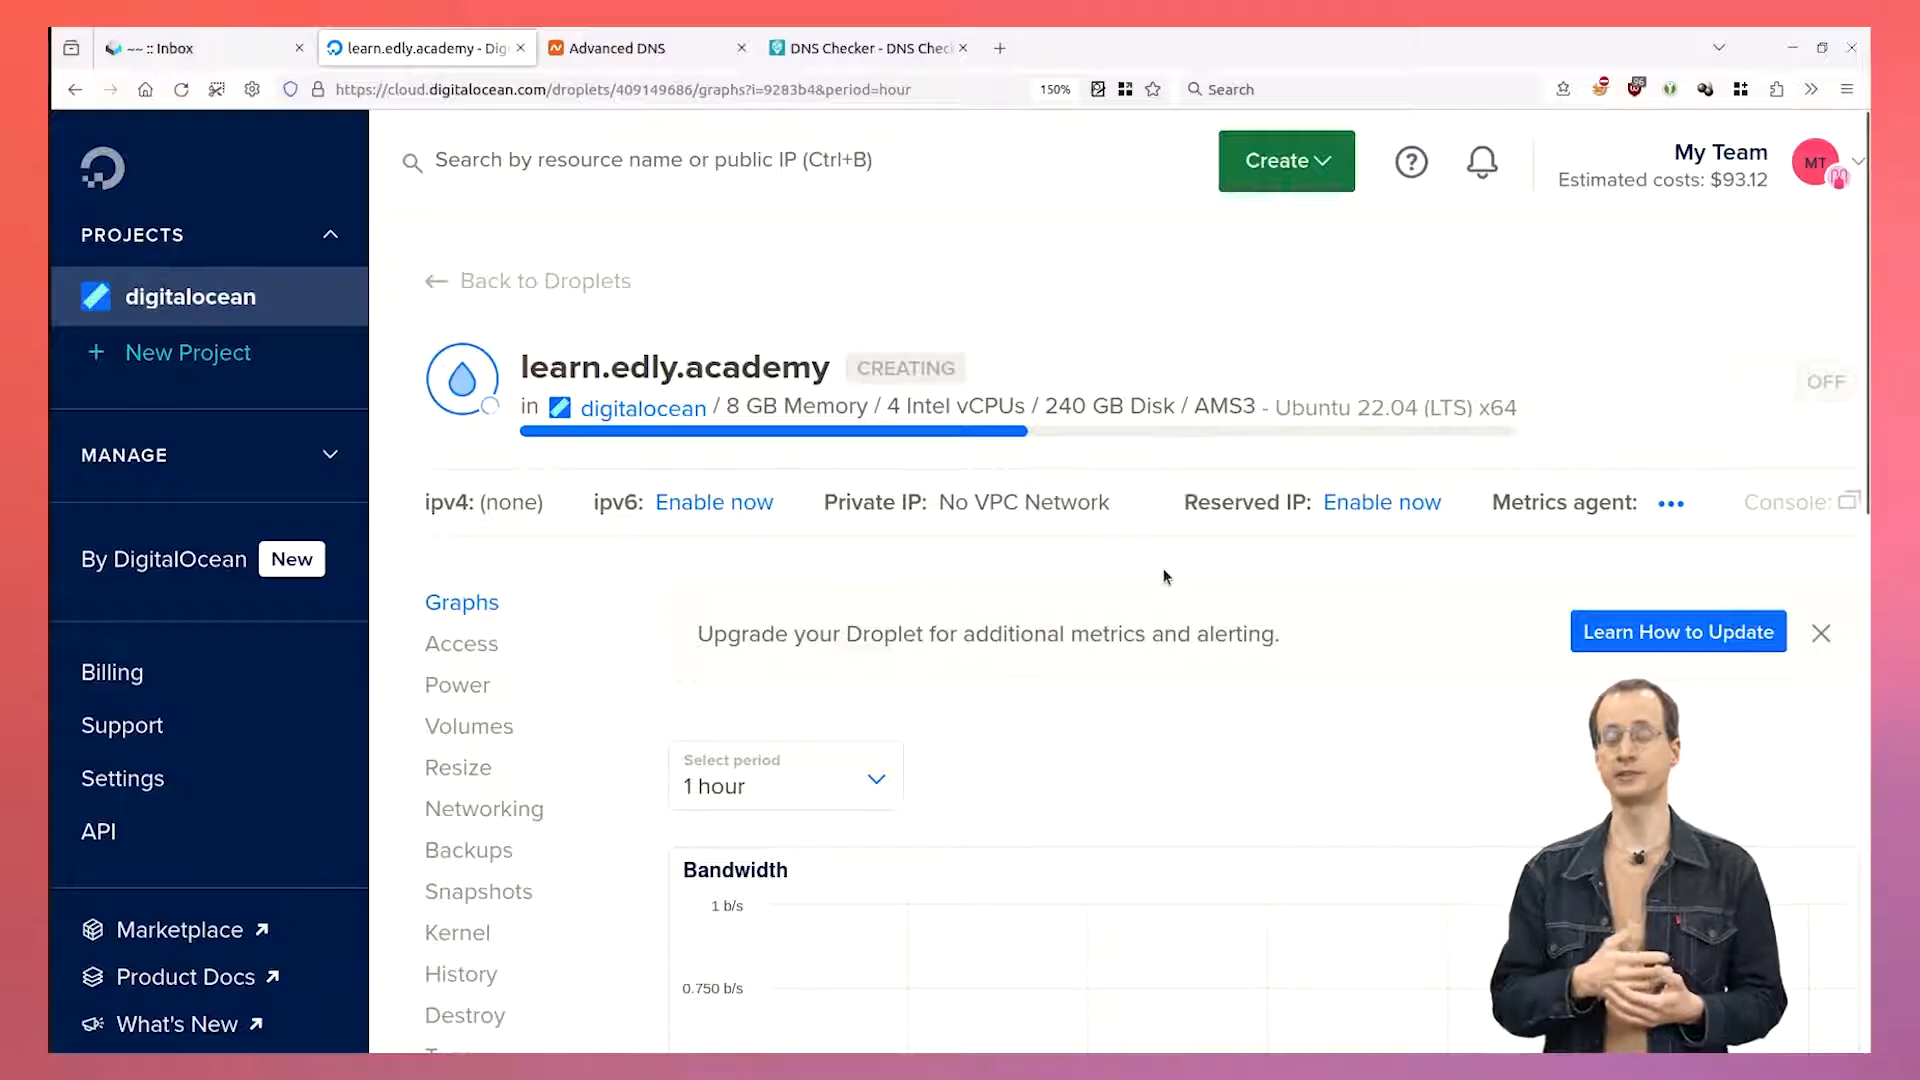 ~~ :: Inbox
learn.edly.academy - Dig
Advanced DNS
DNS Checker - DNS Chec
https://cloud.digitalocean.com/droplets/409149686/graphs?i=9283b4&period=hour
150%
Search
96
Search by resource name or public IP (Ctrl+B)
Create
My Team
Estimated costs: $93.12
MT
PROJECTS
digitalocean
+ New Project
MANAGE
By DigitalOcean
New
Billing
Support
Settings
API
Marketplace
Product Docs
What's New
← Back to Droplets
learn.edly.academy
CREATING
OFF
in digitalocean / 8 GB Memory / 4 Intel vCPUs / 240 GB Disk / AMS3 - Ubuntu 22.04 (LTS) x64
ipv4: (none)
ipv6: Enable now
Private IP: No VPC Network
Reserved IP: Enable now
Metrics agent: •••
Console:
Graphs
Access
Power
Volumes
Resize
Networking
Backups
Snapshots
Kernel
History
Destroy
Upgrade your Droplet for additional metrics and alerting.
Learn How to Update
Select period
1 hour
Bandwidth
1 b/s
0.750 b/s